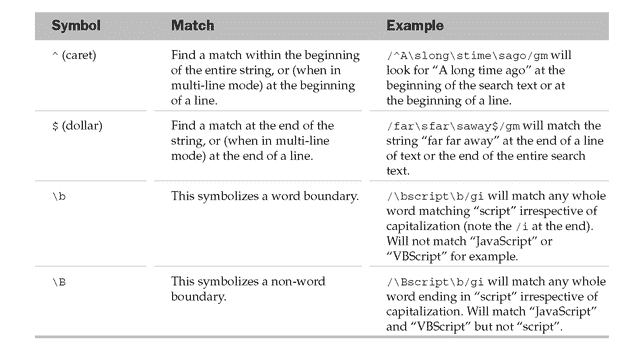 Symbol Match Example
^ (caret) Find a match within the beginning /^A\slong\stime\sago/gm will
of the entire string, or (when in look for “A long time ago” at the
multi-line mode) at the beginning beginning of the search text or at
of a line. the beginning of a line.
$ (dollar) Find a match at the end of the /far\sfar\saway$/gm will match the
string, or (when in multi-line string “far far away” at the end of a line
mode) at the end of a line. of text or the end of the entire search
text.
\b This symbolizes a word boundary. /\bscript\b/gi will match any whole
word matching “script” irrespective of
capitalization (note the /i at the end).
Will not match “JavaScript” or
“VBScript” for example.
\B This symbolizes a non-word /\Bscript\b/gi will match any whole
boundary. word ending in “script” irrespective of
capitalization. Will match “JavaScript”
and “VBScript” but not “script”.